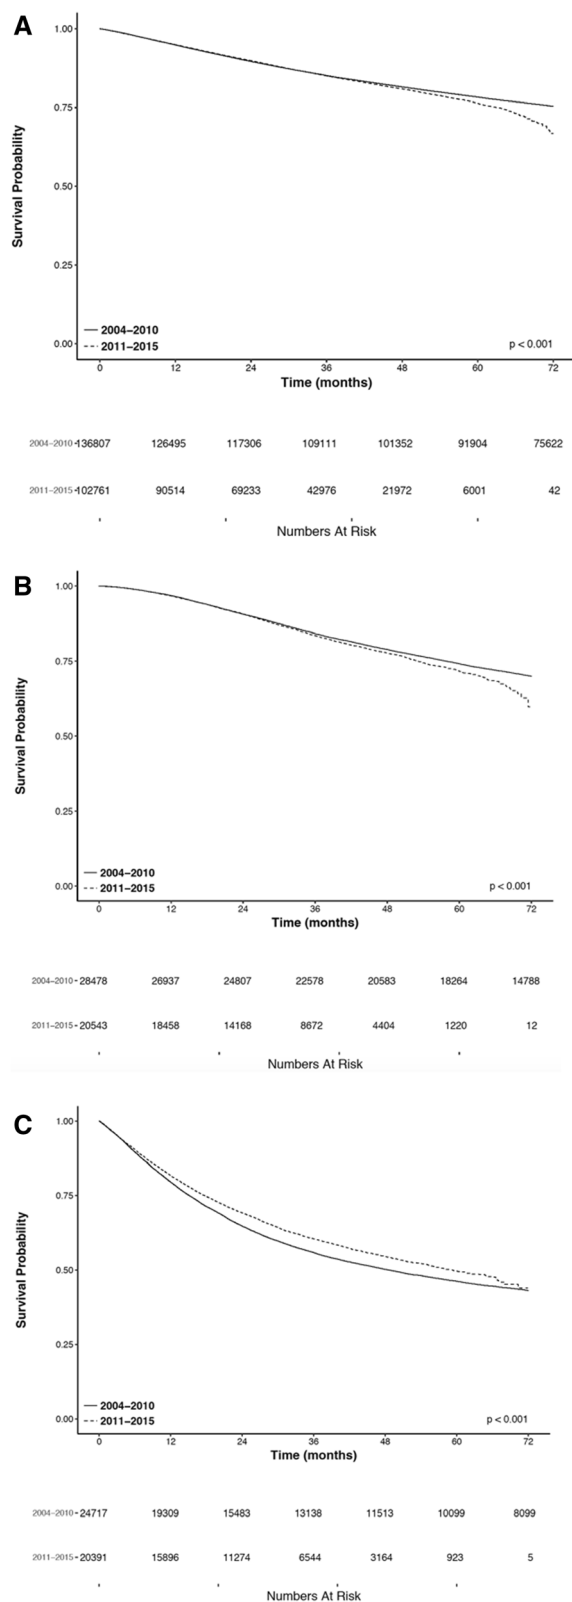 A
Survival Probability
1.00
0.75
0.50
0.25
0.00
2004–2010
2011–2015
p < 0.001
0 12 24 36 48 60 72
Time (months)
2004–2010 136807 126495 117306 109111 101352 91904 75622
2011–2015 102761 90514 69233 42976 21972 6001 42
Numbers At Risk
B
Survival Probability
1.00
0.75
0.50
0.25
0.00
2004–2010
2011–2015
p < 0.001
0 12 24 36 48 60 72
Time (months)
2004–2010 28478 26937 24807 22578 20583 18264 14788
2011–2015 20543 18458 14168 8672 4404 1220 12
Numbers At Risk
C
Survival Probability
1.00
0.75
0.50
0.25
0.00
2004–2010
2011–2015
p < 0.001
0 12 24 36 48 60 72
Time (months)
2004–2010 24717 19309 15483 13138 11513 10099 8099
2011–2015 20391 15896 11274 6544 3164 923 5
Numbers At Risk